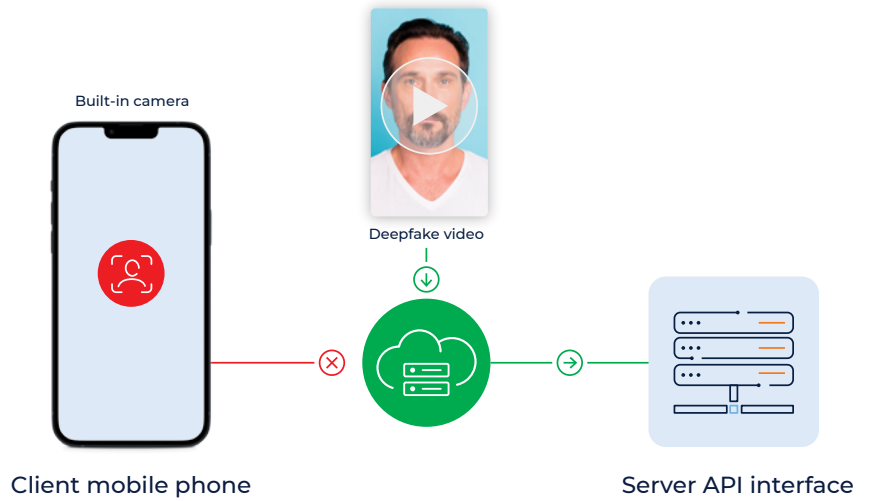 Built-in camera
Deepfake video
Client mobile phone
Server API interface